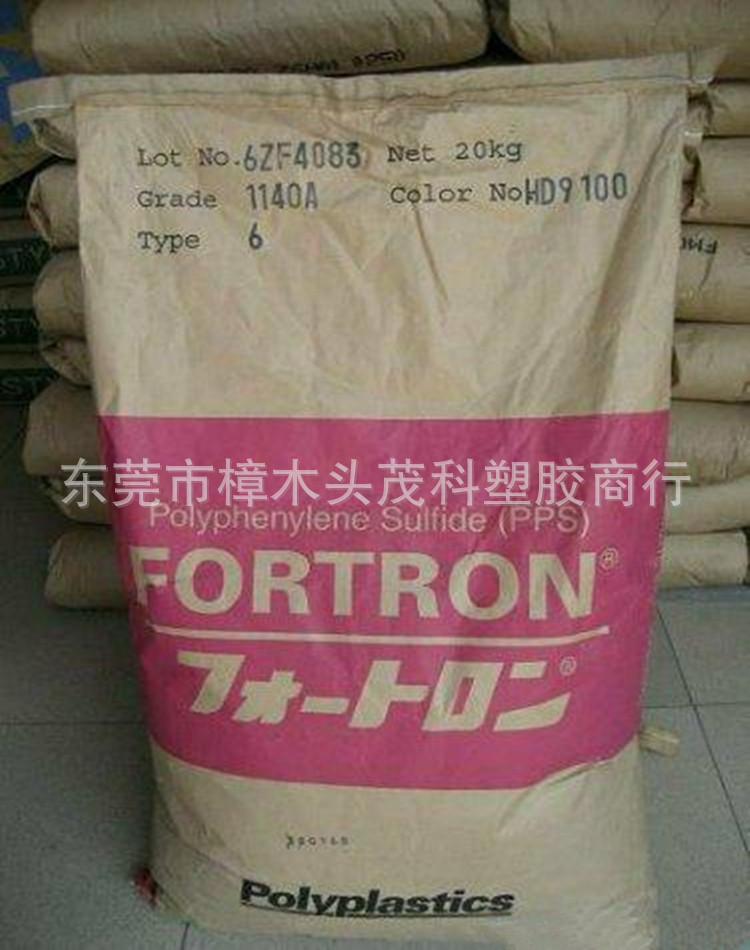 Lot No. 6ZF4083 Net 20kg
Grade 1140A Color No. HD9100
Type 6
东莞市樟木头茂科塑胶商行
Polyphenylene Sulfide (PPS)
FORTRON®
フォートロン®
Polyplastics